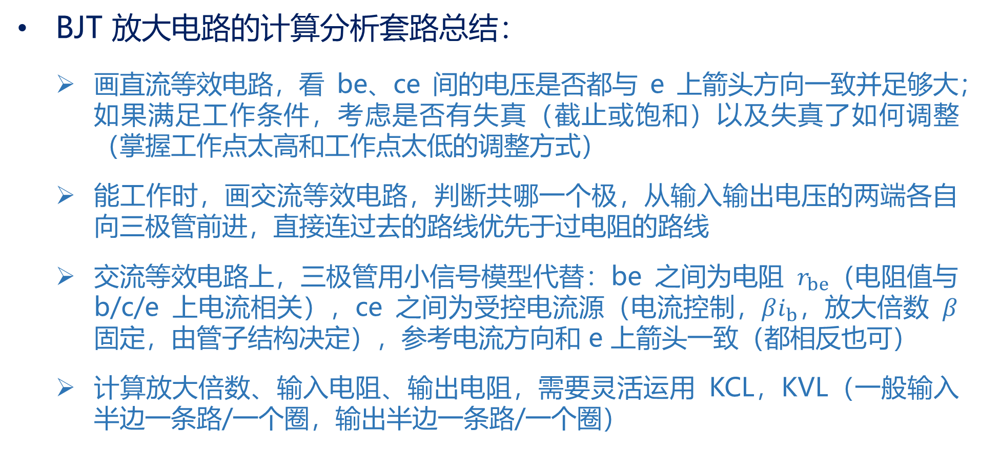 • BJT 放大电路的计算分析套路总结：
➢ 画直流等效电路，看 be、ce 间的电压是否都与 e 上箭头方向一致并足够大；
如果满足工作条件，考虑是否有失真（截止或饱和）以及失真了如何调整
（掌握工作点太高和工作点太低的调整方式）
➢ 能工作时，画交流等效电路，判断共哪一个极，从输入输出电压的两端各自
向三极管前进，直接连过去的路线优先于过电阻的路线
➢ 交流等效电路上，三极管用小信号模型代替：be 之间为电阻 $r_{\mathrm{be}}$（电阻值与
b/c/e 上电流相关），ce 之间为受控电流源（电流控制，$\beta i_{\mathrm{b}}$，放大倍数 $\beta$
固定，由管子结构决定），参考电流方向和 e 上箭头一致（都相反也可）
➢ 计算放大倍数、输入电阻、输出电阻，需要灵活运用 KCL，KVL（一般输入
半边一条路/一个圈，输出半边一条路/一个圈）